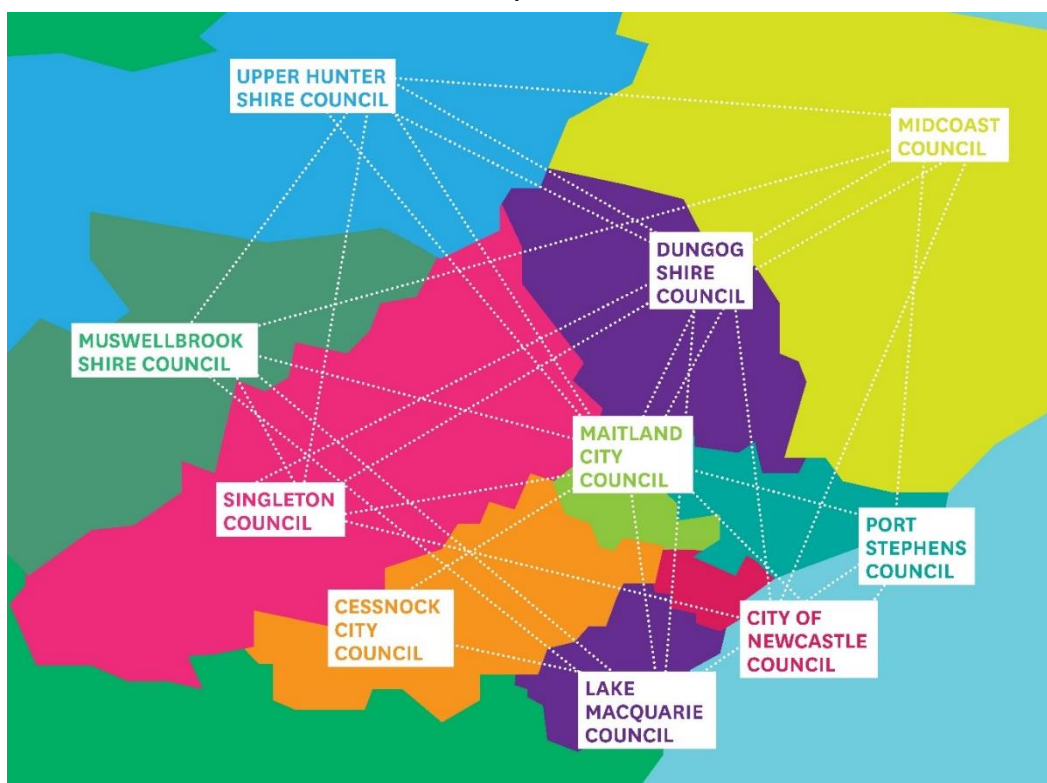 UPPER HUNTER
SHIRE COUNCIL
MIDCOAST
COUNCIL
DUNGOG
SHIRE
COUNCIL
MUSWELLBROOK
SHIRE COUNCIL
MAITLAND
CITY
COUNCIL
SINGLETON
COUNCIL
PORT
STEPHENS
COUNCIL
CESSNOCK
CITY
COUNCIL
CITY OF
NEWCASTLE
COUNCIL
LAKE
MACQUARIE
COUNCIL